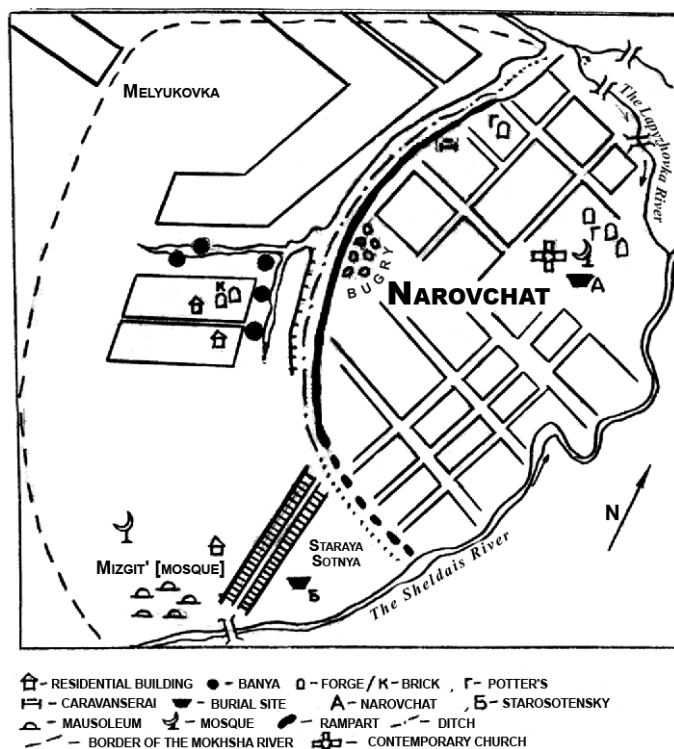 MELYUKOVKA
The Lapyzhovka River
Г
BUGRY
NAROVCHAT
К
Г
А
N
STARAYA
SOTNYA
MIZGIT' [MOSQUE]
Б
The Sheldais River
- RESIDENTIAL BUILDING - BANYA - FORGE / К - BRICK , Г - POTTER'S
- CARAVANSERAI - BURIAL SITE А - NAROVCHAT Б - STAROSOTENSKY
- MAUSOLEUM - MOSQUE - RAMPART - DITCH
- BORDER OF THE MOKHSHA RIVER - CONTEMPORARY CHURCH